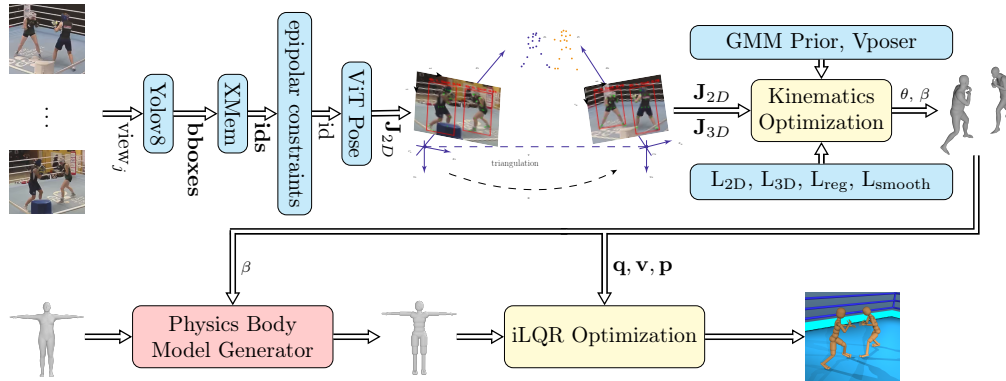 ...
view_j
Yolov8
bboxes
XMem
ids
epipolar constraints
id
ViT Pose
J_2D
triangulation
J_2D
J_3D
GMM Prior, Vposer
Kinematics
Optimization
θ, β
L_2D, L_3D, L_reg, L_smooth
β
q, v, p
Physics Body
Model Generator
iLQR Optimization